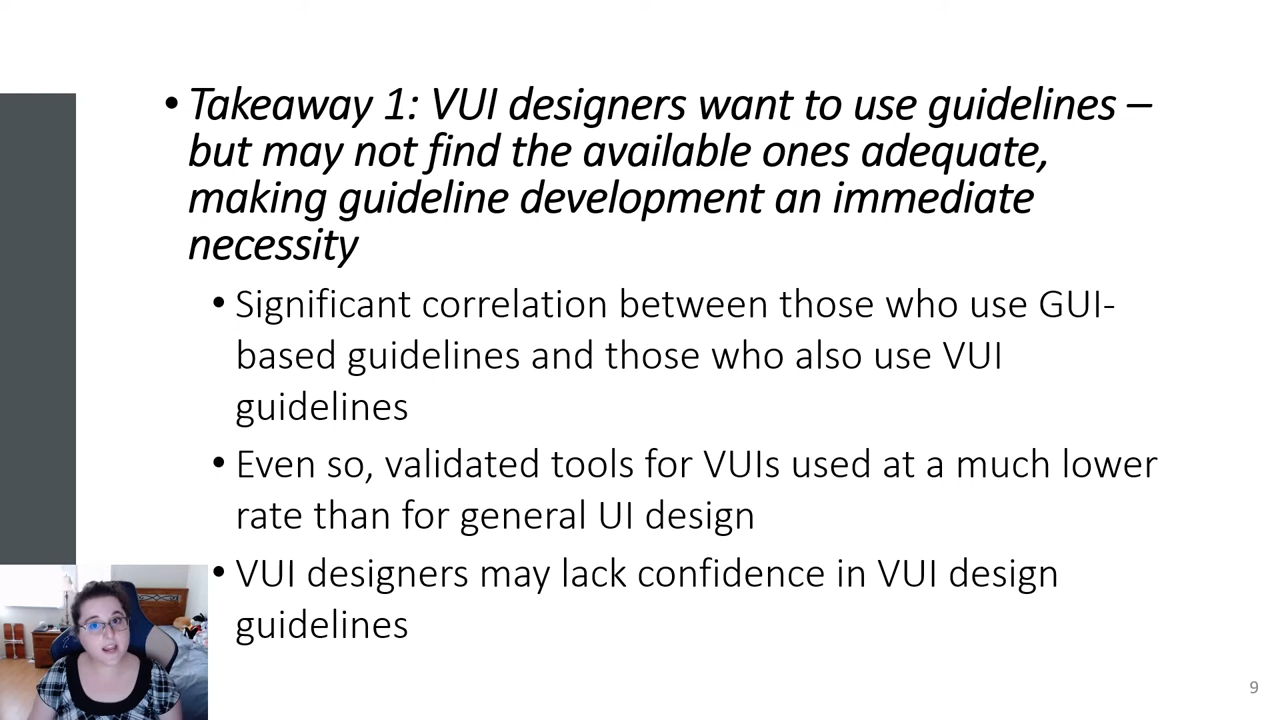 • Takeaway 1: VUI designers want to use guidelines –
but may not find the available ones adequate,
making guideline development an immediate
necessity
• Significant correlation between those who use GUI-
based guidelines and those who also use VUI
guidelines
• Even so, validated tools for VUIs used at a much lower
rate than for general UI design
• VUI designers may lack confidence in VUI design
guidelines
9